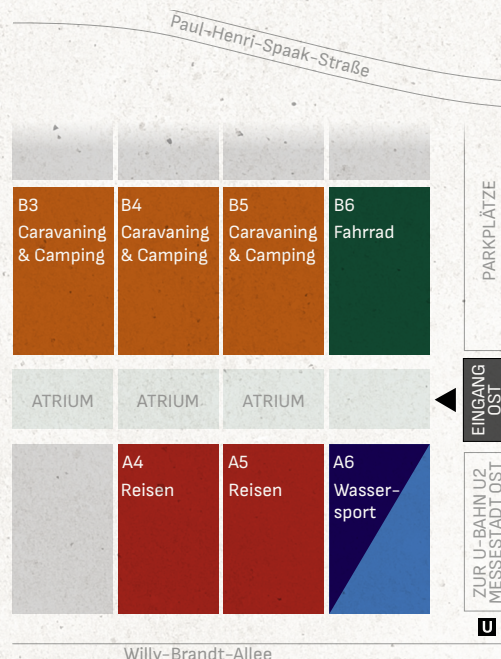 Paul-Henri-Spaak-Straße
B3
Caravaning
& Camping
B4
Caravaning
& Camping
B5
Caravaning
& Camping
B6
Fahrrad
PARKPLÄTZE
ATRIUM
ATRIUM
ATRIUM
EINGANG
OST
A4
Reisen
A5
Reisen
A6
Wasser-
sport
ZUR U-BAHN U2
MESSESTADT OST
U
Willy-Brandt-Allee